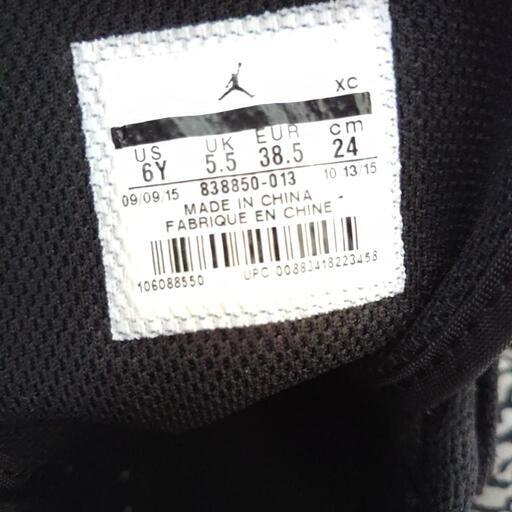 XC
US UK EUR cm
6Y 5.5 38.5 24
09/09/15 838850-013 10/13/15
MADE IN CHINA
FABRIQUE EN CHINE
106088550 UPC 00883418223458